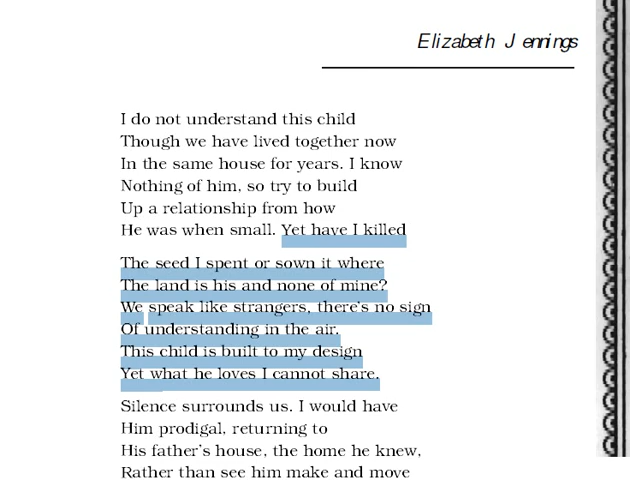 Elizabeth Jennings
I do not understand this child
Though we have lived together now
In the same house for years. I know
Nothing of him, so try to build
Up a relationship from how
He was when small. Yet have I killed
The seed I spent or sown it where
The land is his and none of mine?
We speak like strangers, there's no sign
Of understanding in the air.
This child is built to my design
Yet what he loves I cannot share.
Silence surrounds us. I would have
Him prodigal, returning to
His father's house, the home he knew,
Rather than see him make and move